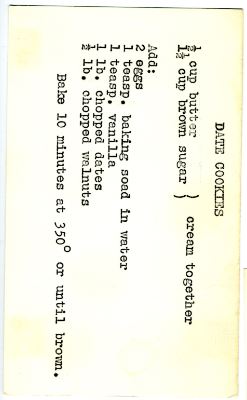 DATE COOKIES
½ cup butter ) cream together
1½ cup brown sugar )
Add:
2 eggs
1 teasp. baking soad in water
1 teasp. vanilla
1 lb. chopped dates
½ lb. chopped walnuts
Bake 10 minutes at 350° or until brown.